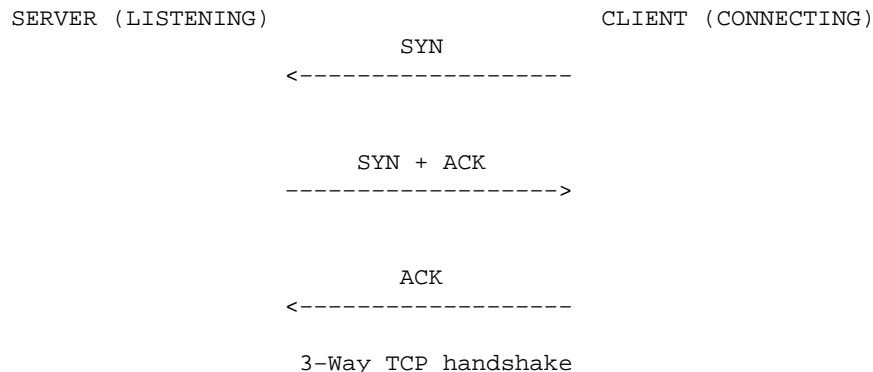 SERVER (LISTENING) CLIENT (CONNECTING)
SYN
<-------------------
SYN + ACK
------------------->
ACK
<-------------------
3-Way TCP handshake